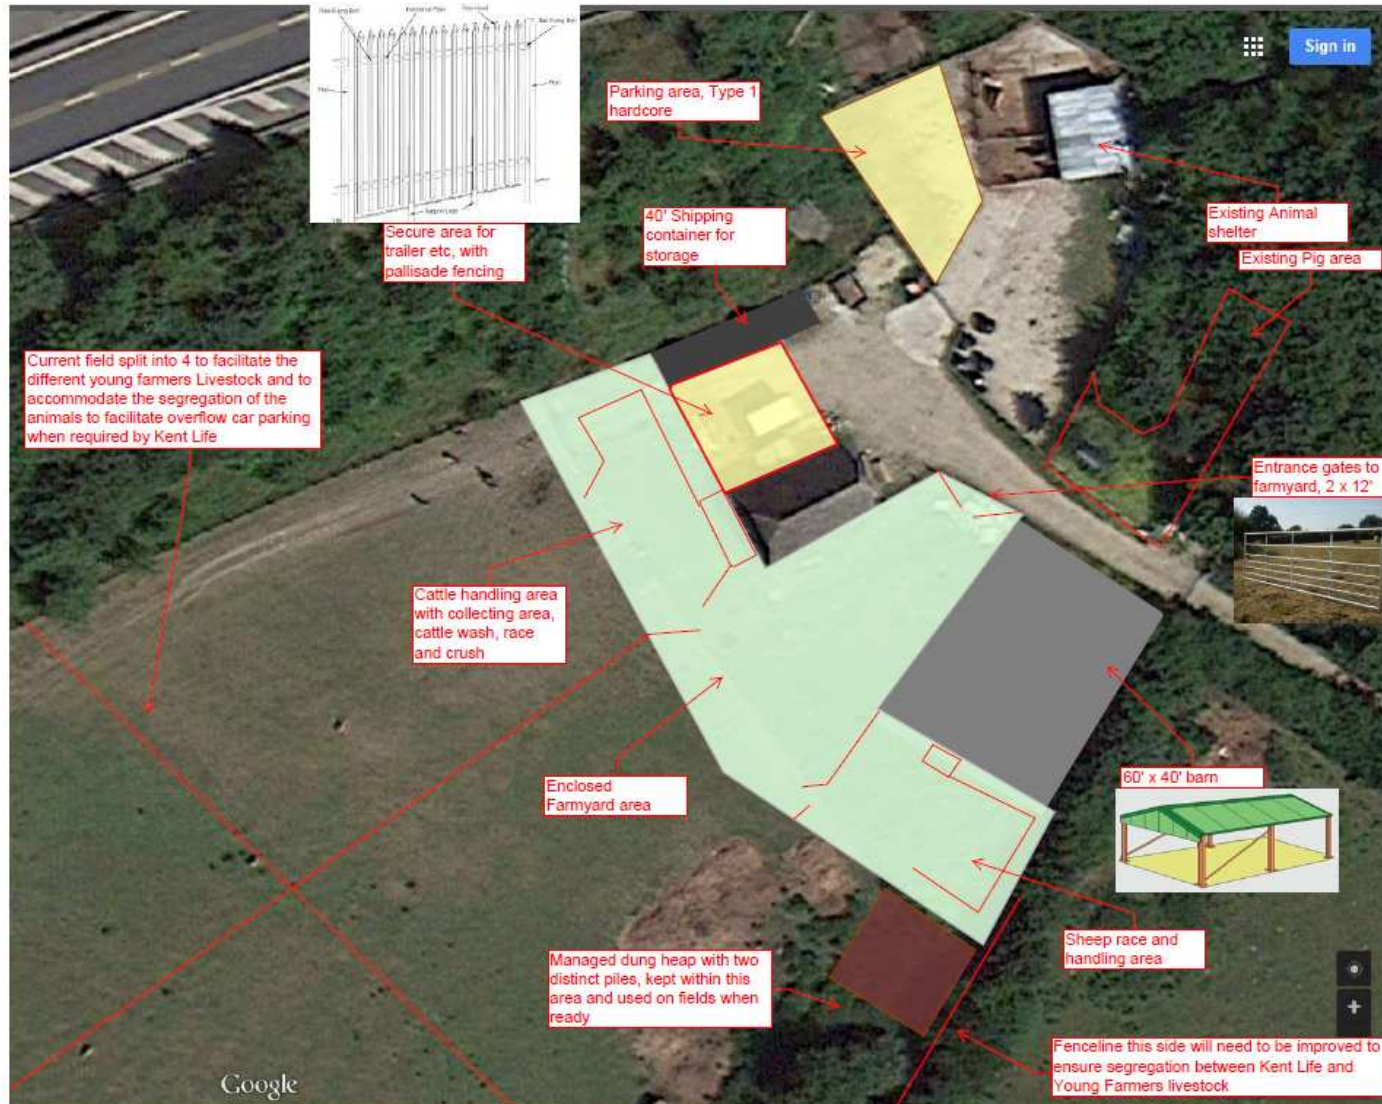 Sign in
Parking area, Type 1
hardcore
40' Shipping
container for
storage
Existing Animal
shelter
Secure area for
trailer etc, with
pallisade fencing
Existing Pig area
Current field split into 4 to facilitate the
different young farmers Livestock and to
accommodate the segregation of the
animals to facilitate overflow car parking
when required by Kent Life
Entrance gates to
farmyard, 2 x 12'
Cattle handling area
with collecting area,
cattle wash, race
and crush
Enclosed
Farmyard area
60' x 40' barn
Sheep race and
handling area
Managed dung heap with two
distinct piles, kept within this
area and used on fields when
ready
Fenceline this side will need to be improved to
ensure segregation between Kent Life and
Young Farmers livestock
Google